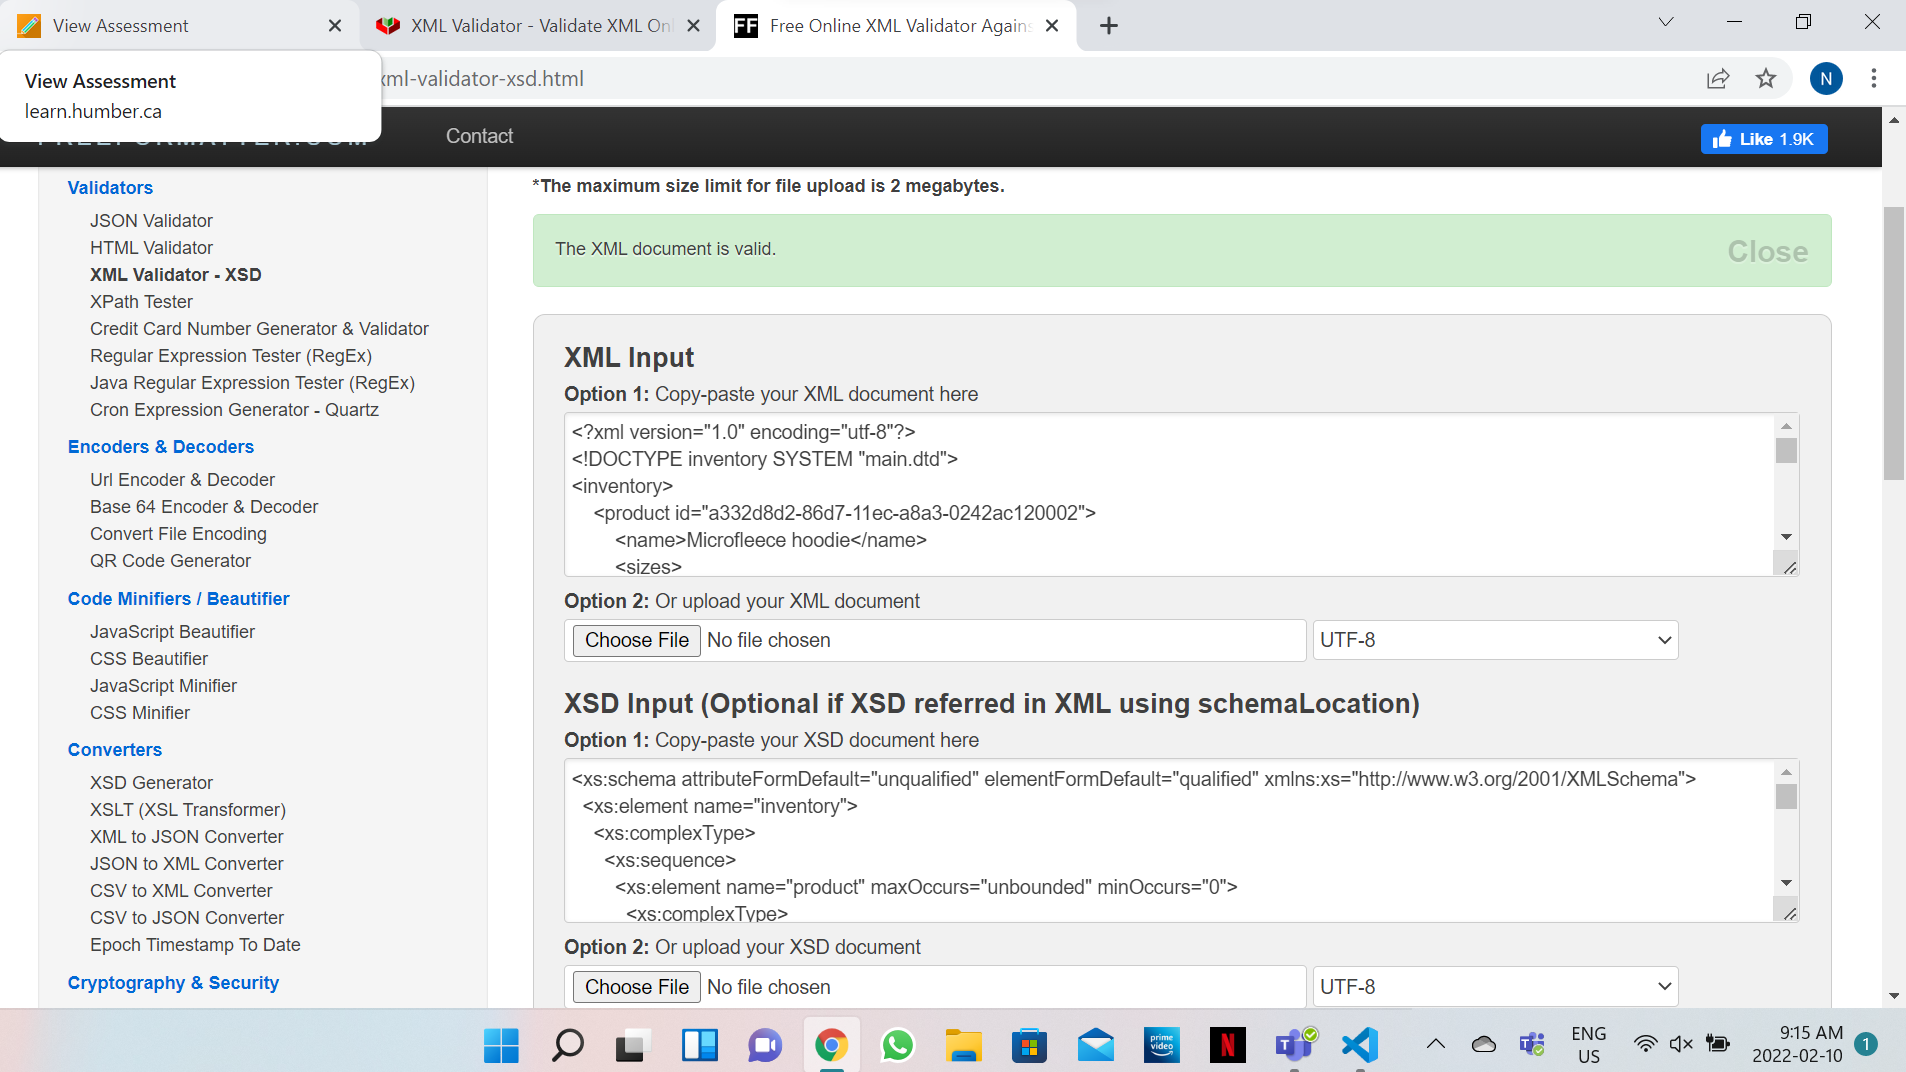 View Assessment
XML Validator - Validate XML Onl
FF
Free Online XML Validator Agains
View Assessment
learn.humber.ca
xml-validator-xsd.html
N
Contact
Like 1.9K
Validators
JSON Validator
HTML Validator
XML Validator - XSD
XPath Tester
Credit Card Number Generator & Validator
Regular Expression Tester (RegEx)
Java Regular Expression Tester (RegEx)
Cron Expression Generator - Quartz
Encoders & Decoders
Url Encoder & Decoder
Base 64 Encoder & Decoder
Convert File Encoding
QR Code Generator
Code Minifiers / Beautifier
JavaScript Beautifier
CSS Beautifier
JavaScript Minifier
CSS Minifier
Converters
XSD Generator
XSLT (XSL Transformer)
XML to JSON Converter
JSON to XML Converter
CSV to XML Converter
CSV to JSON Converter
Epoch Timestamp To Date
Cryptography & Security
*The maximum size limit for file upload is 2 megabytes.
The XML document is valid.
Close
XML Input
Option 1: Copy-paste your XML document here
<?xml version="1.0" encoding="utf-8"?>
<!DOCTYPE inventory SYSTEM "main.dtd">
<inventory>
<product id="a332d8d2-86d7-11ec-a8a3-0242ac120002">
<name>Microfleece hoodie</name>
<sizes>
Option 2: Or upload your XML document
Choose File No file chosen
UTF-8
XSD Input (Optional if XSD referred in XML using schemaLocation)
Option 1: Copy-paste your XSD document here
<xs:schema attributeFormDefault="unqualified" elementFormDefault="qualified" xmlns:xs="http://www.w3.org/2001/XMLSchema">
<xs:element name="inventory">
<xs:complexType>
<xs:sequence>
<xs:element name="product" maxOccurs="unbounded" minOccurs="0">
<xs:complexType>
Option 2: Or upload your XSD document
Choose File No file chosen
UTF-8
prime video
N
ENG
US
9:15 AM
2022-02-10
1